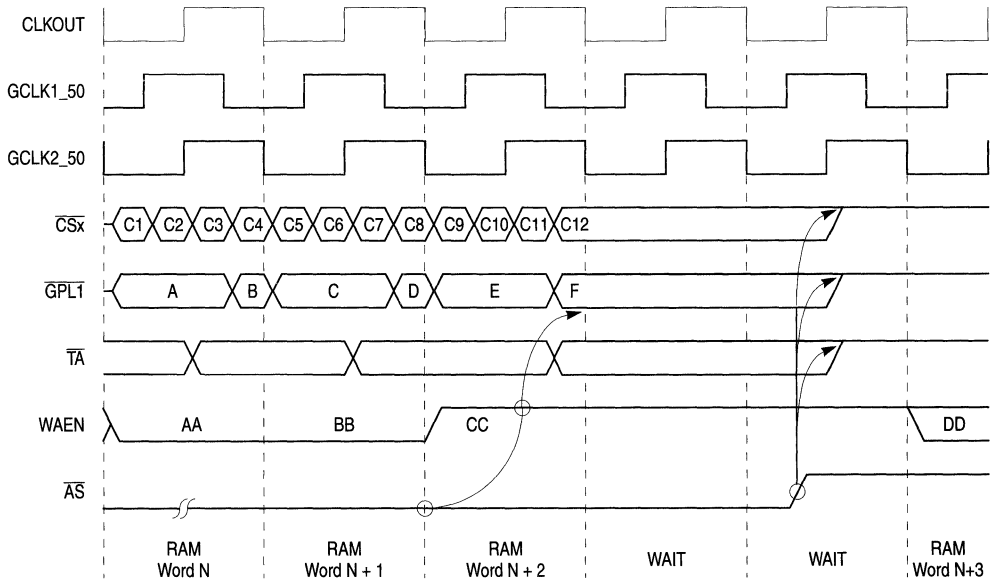 CLKOUT
GCLK1_50
GCLK2_50
CSx C1 C2 C3 C4 C5 C6 C7 C8 C9 C10 C11 C12
GPL1 A B C D E F
TA
WAEN AA BB CC DD
AS
RAM Word N
RAM Word N + 1
RAM Word N + 2
WAIT
WAIT
RAM Word N+3